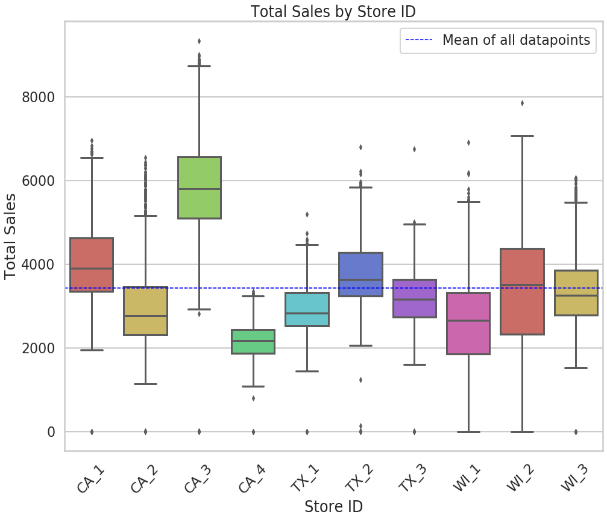 Total Sales by Store ID
Mean of all datapoints
Total Sales
8000
6000
4000
2000
0
CA_1 CA_2 CA_3 CA_4 TX_1 TX_2 TX_3 WI_1 WI_2 WI_3
Store ID